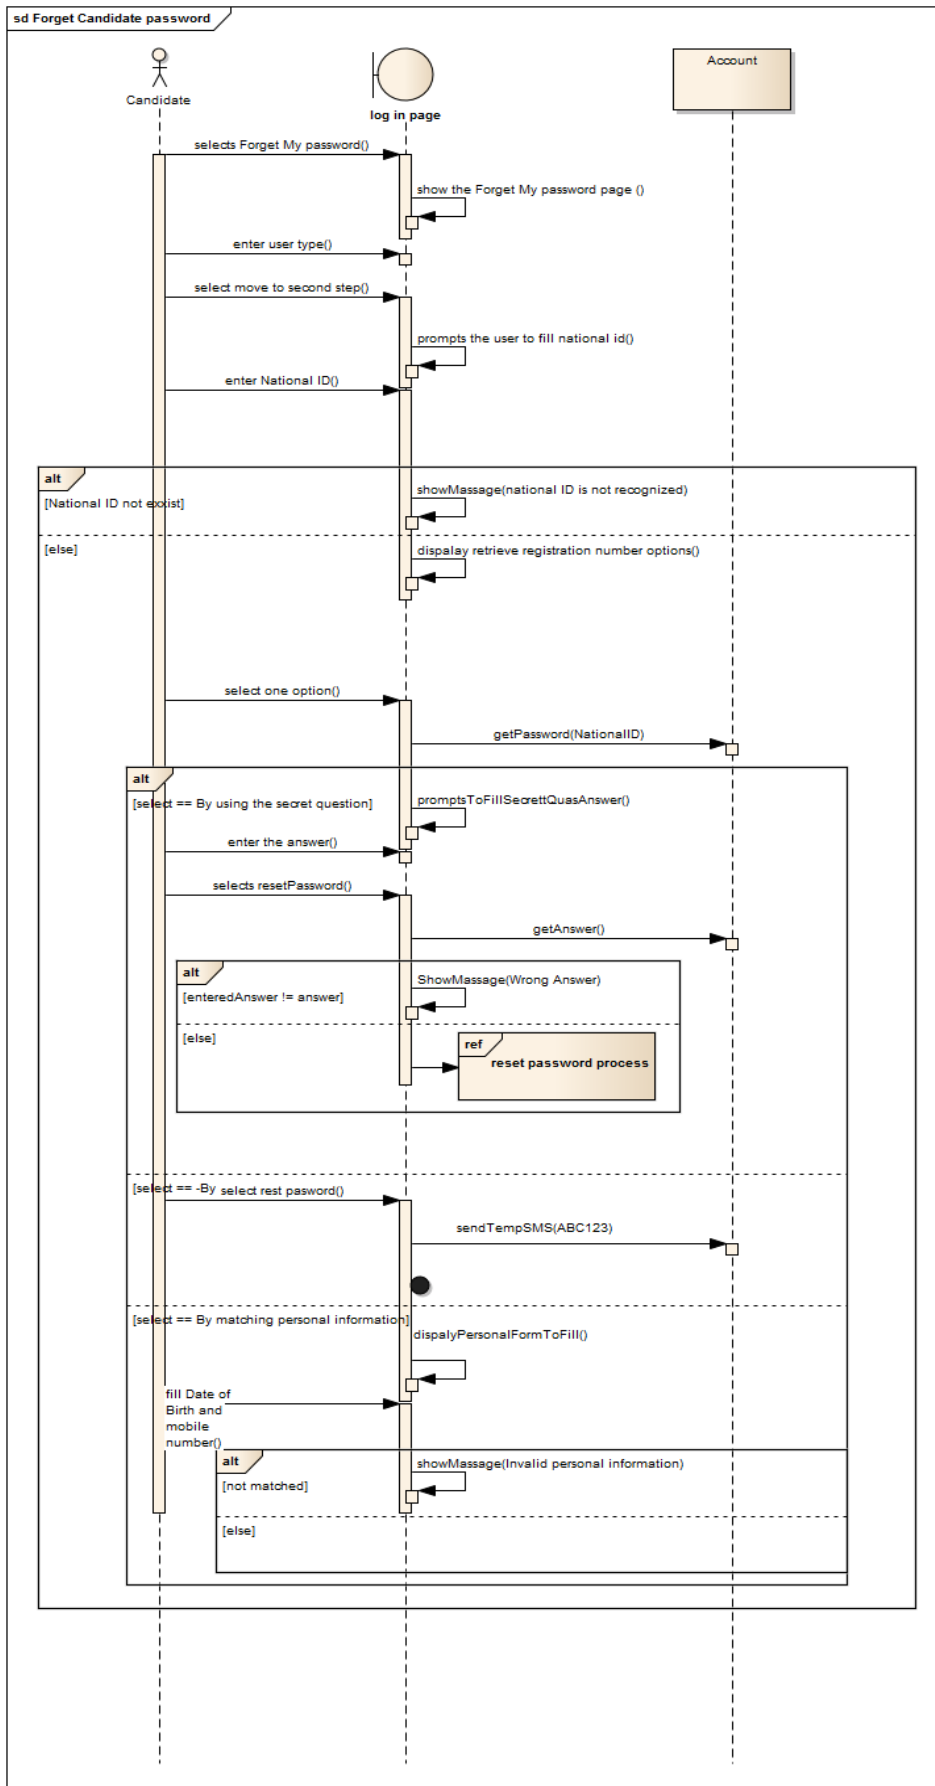 sd Forget Candidate password
Account
Candidate
log in page
selects Forget My password()
show the Forget My password page ()
enter user type()
select move to second step()
prompts the user to fill national id()
enter National ID()
alt
showMassage(national ID is not recognized)
[National ID not exxist]
[else]
dispalay retrieve registration number options()
select one option()
getPassword(NationalID)
alt
[select == By using the secret question]
promptsToFillSecrettQuasAnswer()
enter the answer()
selects resetPassword()
getAnswer()
alt
ShowMassage(Wrong Answer)
[enteredAnswer != answer]
[else]
ref
reset password process
[select == -By
select rest pasword()
sendTempSMS(ABC123)
[select == By matching personal information]
dispalyPersonalFormToFill()
fill Date of
Birth and
mobile
number()
alt
showMassage(Invalid personal information)
[not matched]
[else]